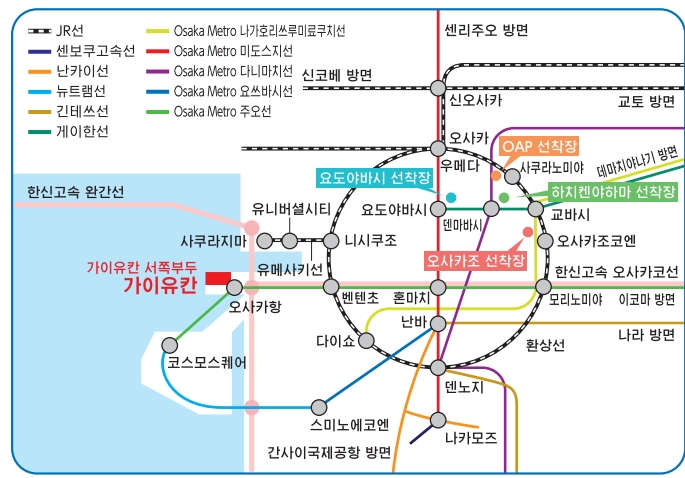 JR선
센보쿠고속선
난카이선
뉴트램선
긴테쓰선
게이한선
Osaka Metro 나가호리쓰루미료쿠치선
Osaka Metro 미도스지선
Osaka Metro 다니마치선
Osaka Metro 요쓰바시선
Osaka Metro 주오선
센리주오 방면
신코베 방면
신오사카
교토 방면
오사카
우메다
OAP 선착장
사쿠라노미야
데마치야나기 방면
요도야바시 선착장
하치켄야하마 선착장
한신고속 완간선
유니버셜시티
요도야바시
덴마바시
교바시
사쿠라지마
니시쿠조
오사카조코엔
유메사키선
오사카조 선착장
가이유칸 서쪽부두
가이유칸
한신고속 오사카코선
오사카항
벤텐초
혼마치
모리노미야
이코마 방면
난바
다이쇼
나라 방면
환상선
코스모스퀘어
덴노지
스미노에코엔
나카모즈
간사이국제공항 방면